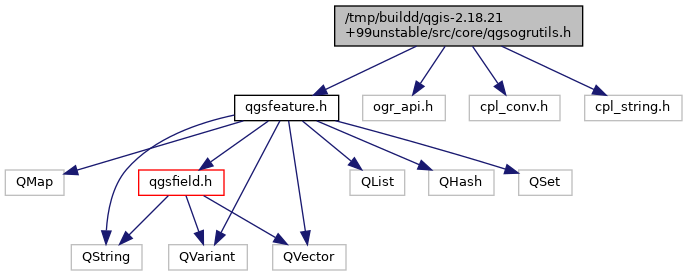 /tmp/buildd/qgis-2.18.21
+99unstable/src/core/qgsogrutils.h
qgsfeature.h
ogr_api.h
cpl_conv.h
cpl_string.h
QMap
qgsfield.h
QList
QHash
QSet
QString
QVariant
QVector